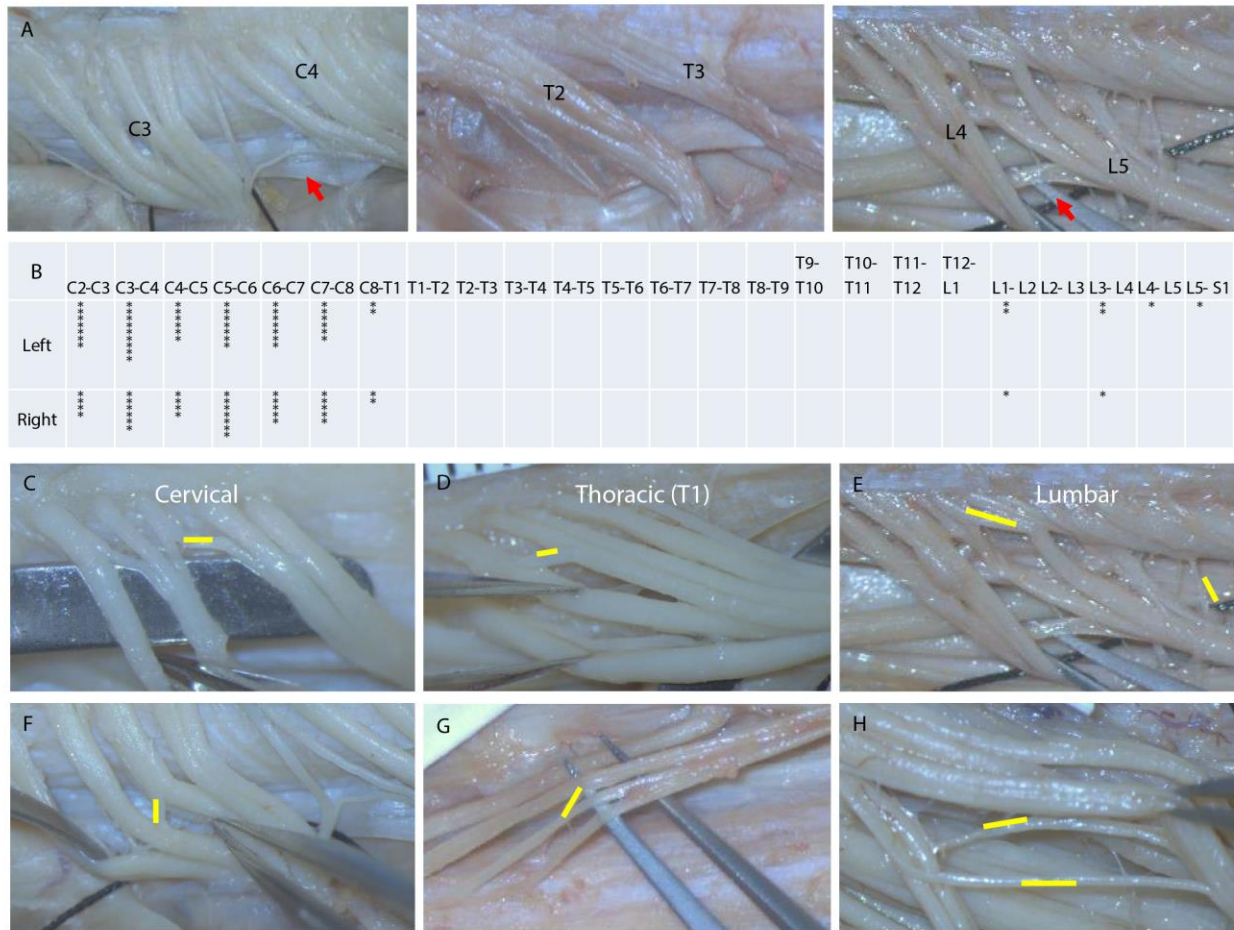 A
C3
C4
T2
T3
L4
L5
B
C2-C3 C3-C4 C4-C5 C5-C6 C6-C7 C7-C8 C8-T1 T1-T2 T2-T3 T3-T4 T4-T5 T5-T6 T6-T7 T7-T8 T8-T9 T9-T10 T10-T11 T11-T12 T12-L1 L1- L2 L2- L3 L3- L4 L4- L5 L5- S1
Left
Right
C
Cervical
D
Thoracic (T1)
E
Lumbar
F
G
H